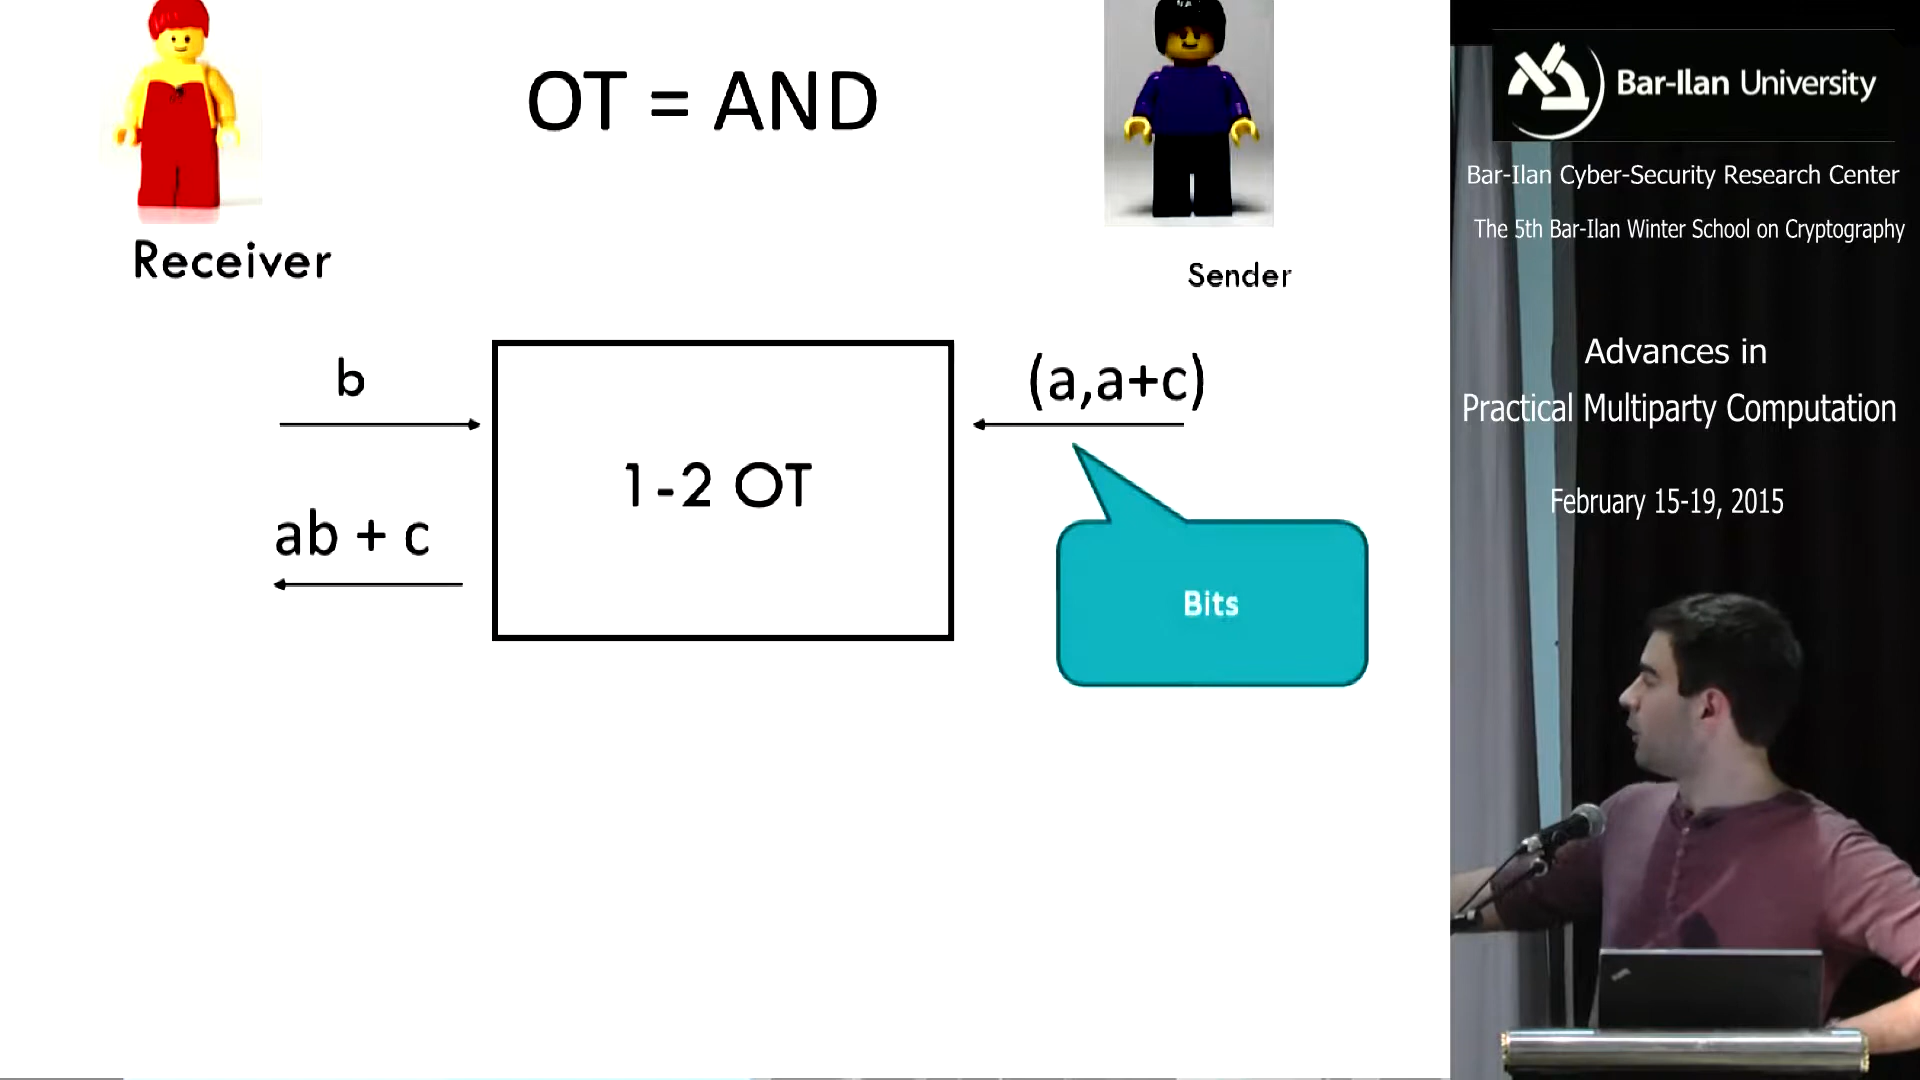 OT = AND
Receiver
Sender
b
(a,a+c)
1-2 OT
ab + c
Bits
Bar-Ilan University
Bar-Ilan Cyber-Security Research Center
The 5th Bar-Ilan Winter School on Cryptography
Advances in
Practical Multiparty Computation
February 15-19, 2015